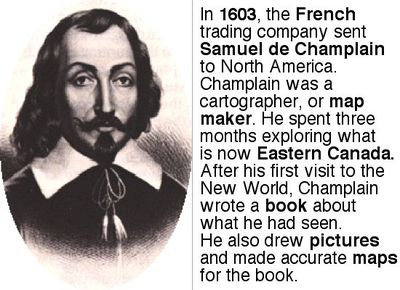 In 1603, the French
trading company sent
Samuel de Champlain
to North America.
Champlain was a
cartographer, or map
maker. He spent three
months exploring what
is now Eastern Canada.
After his first visit to the
New World, Champlain
wrote a book about
what he had seen.
He also drew pictures
and made accurate maps
for the book.